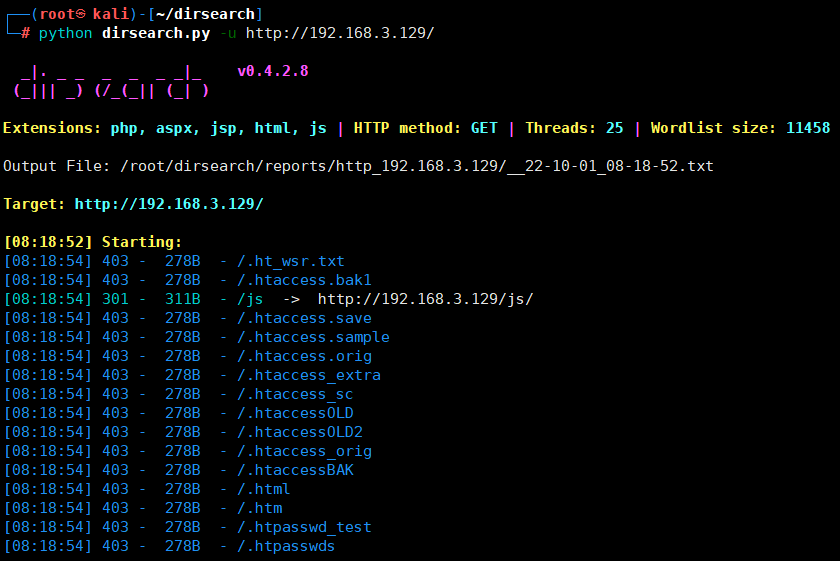 ┌──(root㉿ kali)-[~/dirsearch]
└─# python dirsearch.py -u http://192.168.3.129/
  _|. _ _  _  _  _ _|_    v0.4.2.8
 (_||| _) (/_(_|| (_| )
Extensions: php, aspx, jsp, html, js | HTTP method: GET | Threads: 25 | Wordlist size: 11458
Output File: /root/dirsearch/reports/http_192.168.3.129/__22-10-01_08-18-52.txt
Target: http://192.168.3.129/
[08:18:52] Starting:
[08:18:54] 403 -  278B  - /.ht_wsr.txt
[08:18:54] 403 -  278B  - /.htaccess.bak1
[08:18:54] 301 -  311B  - /js  ->  http://192.168.3.129/js/
[08:18:54] 403 -  278B  - /.htaccess.save
[08:18:54] 403 -  278B  - /.htaccess.sample
[08:18:54] 403 -  278B  - /.htaccess.orig
[08:18:54] 403 -  278B  - /.htaccess_extra
[08:18:54] 403 -  278B  - /.htaccess_sc
[08:18:54] 403 -  278B  - /.htaccessOLD
[08:18:54] 403 -  278B  - /.htaccessOLD2
[08:18:54] 403 -  278B  - /.htaccess_orig
[08:18:54] 403 -  278B  - /.htaccessBAK
[08:18:54] 403 -  278B  - /.html
[08:18:54] 403 -  278B  - /.htm
[08:18:54] 403 -  278B  - /.htpasswd_test
[08:18:54] 403 -  278B  - /.htpasswds